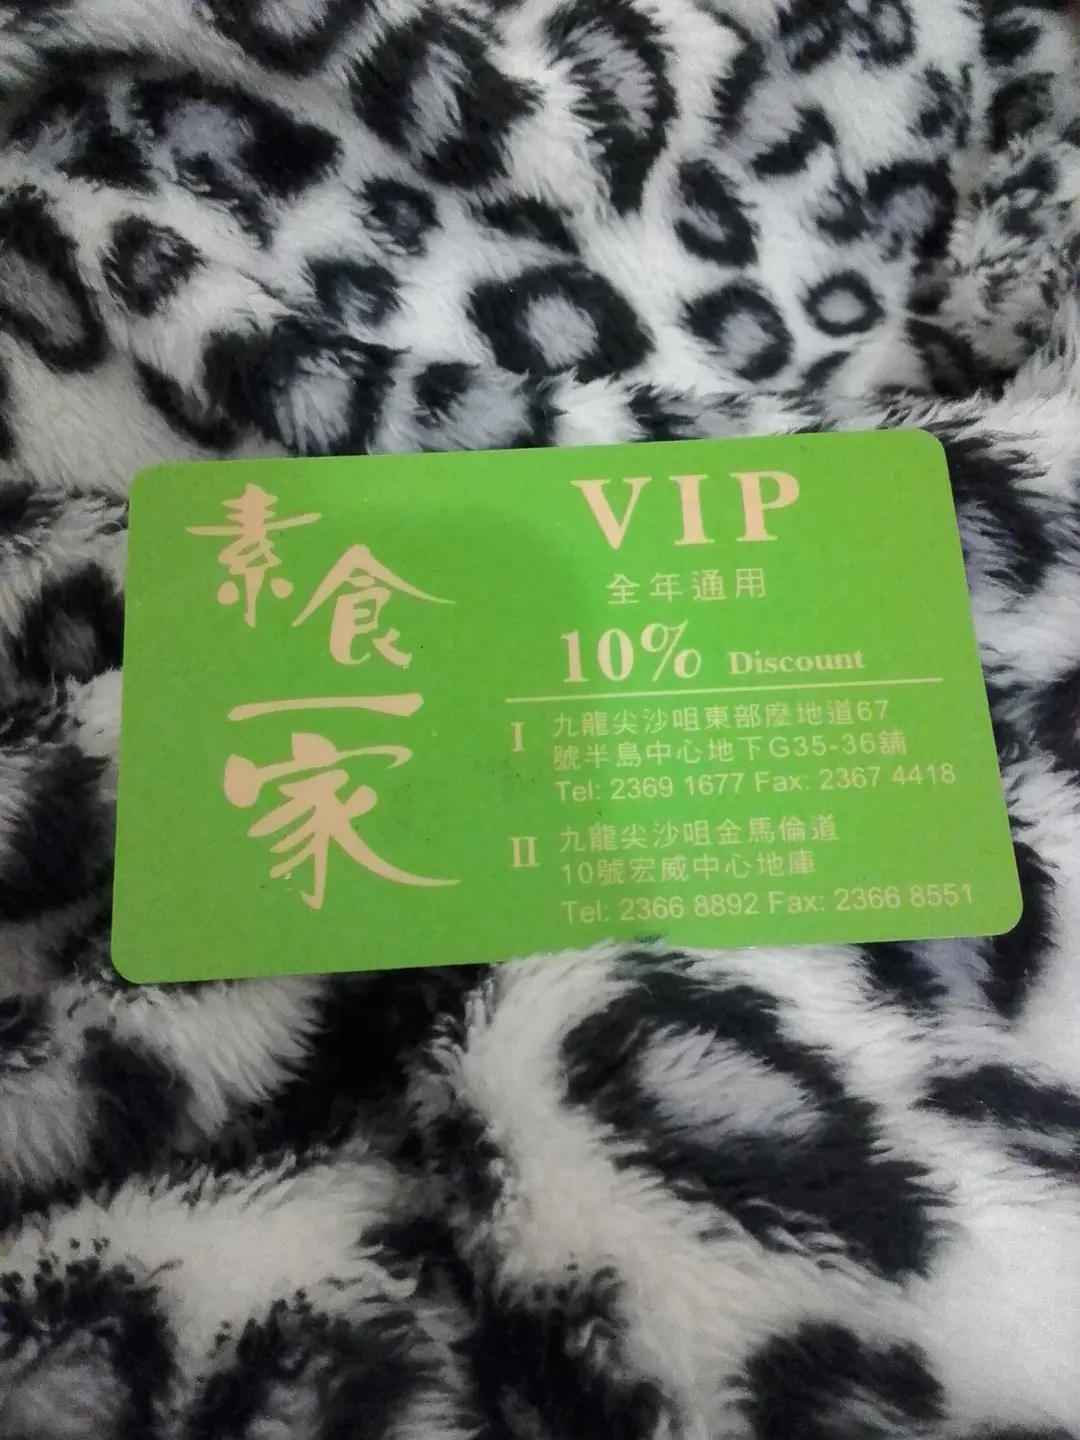 素食
一
家
VIP
全年通用
10% Discount
I 九龍尖沙咀東部麼地道67
號半島中心地下G35-36舖
Tel: 2369 1677 Fax: 2367 4418
II 九龍尖沙咀金馬倫道
10號宏威中心地庫
Tel: 2366 8892 Fax: 2366 8551